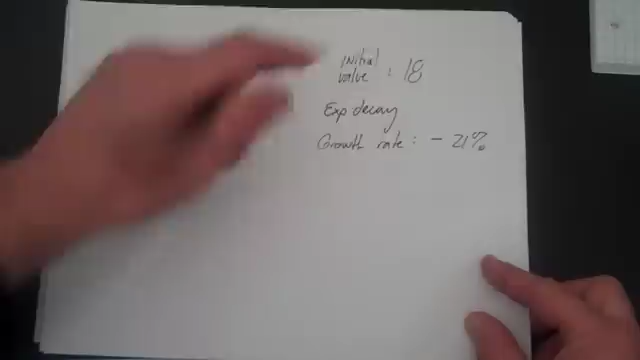 initial
value : 18
Exp decay
Growth rate : - 21%